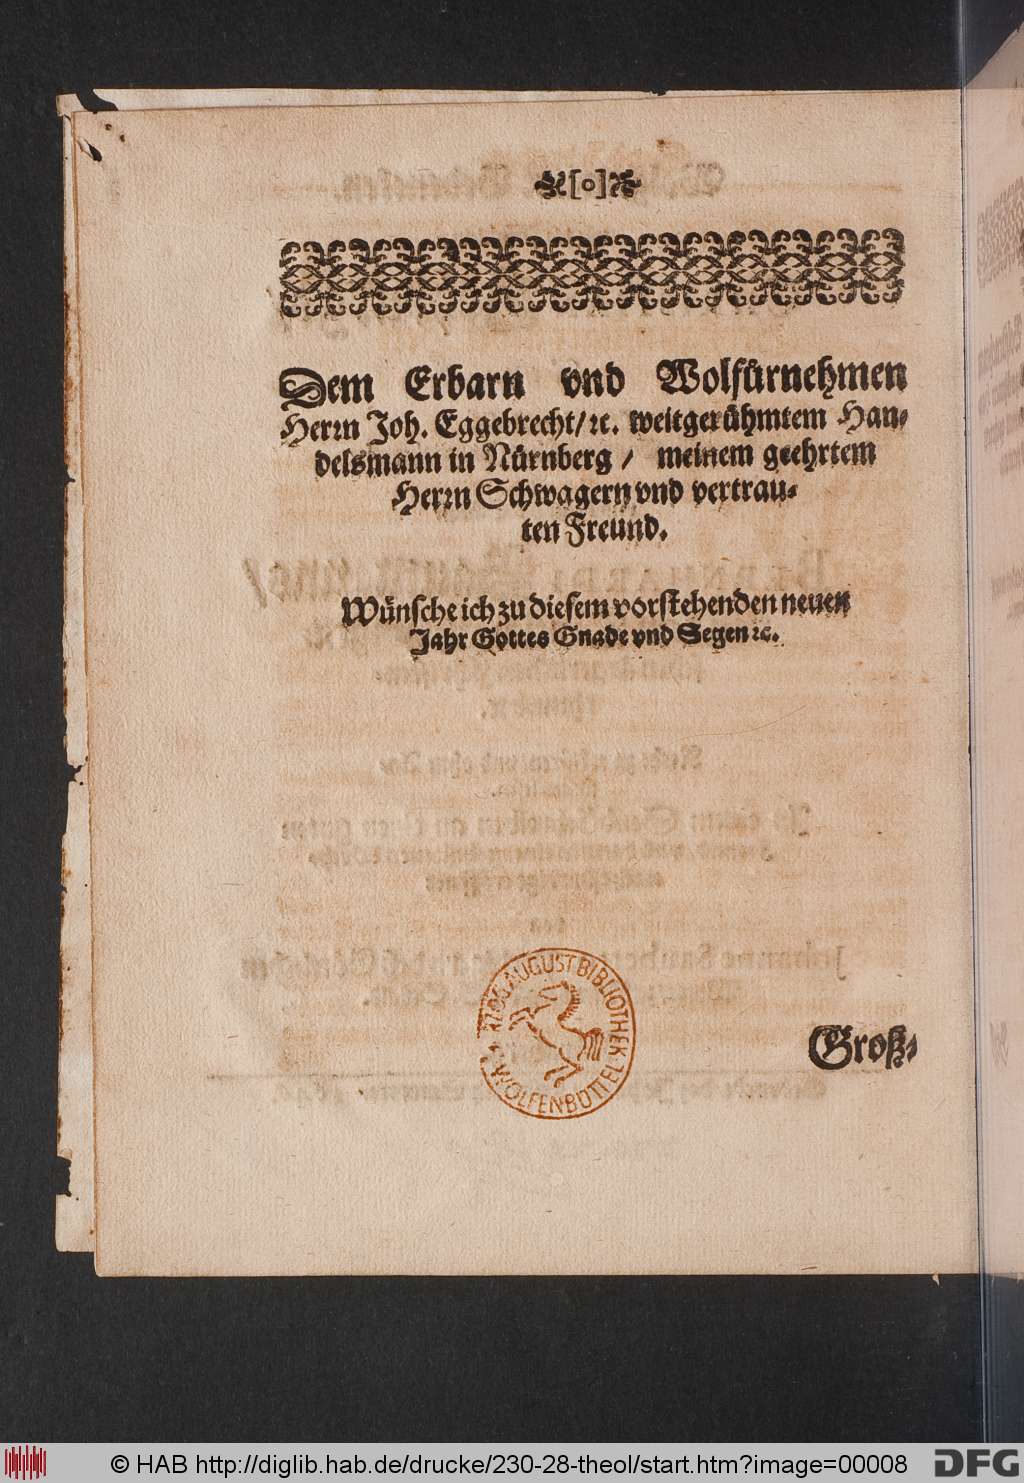 [o]
Dem Erbarn vnd Wolfürnehmen
Herrn Joh. Eggebrecht/ ꝛc. weitgerühmtem Han-
delsmann in Nürnberg/ meinem geehrtem
Herrn Schwagern vnd vertrau-
ten Freund.
Wünsche ich zu diesem vorstehenden neuen
Jahr Gottes Gnade vnd Segen ꝛc.
HERZOG AUGUST BIBLIOTHEK
WOLFENBÜTTEL
Groß-
© HAB http://diglib.hab.de/drucke/230-28-theol/start.htm?image=00008
DFG